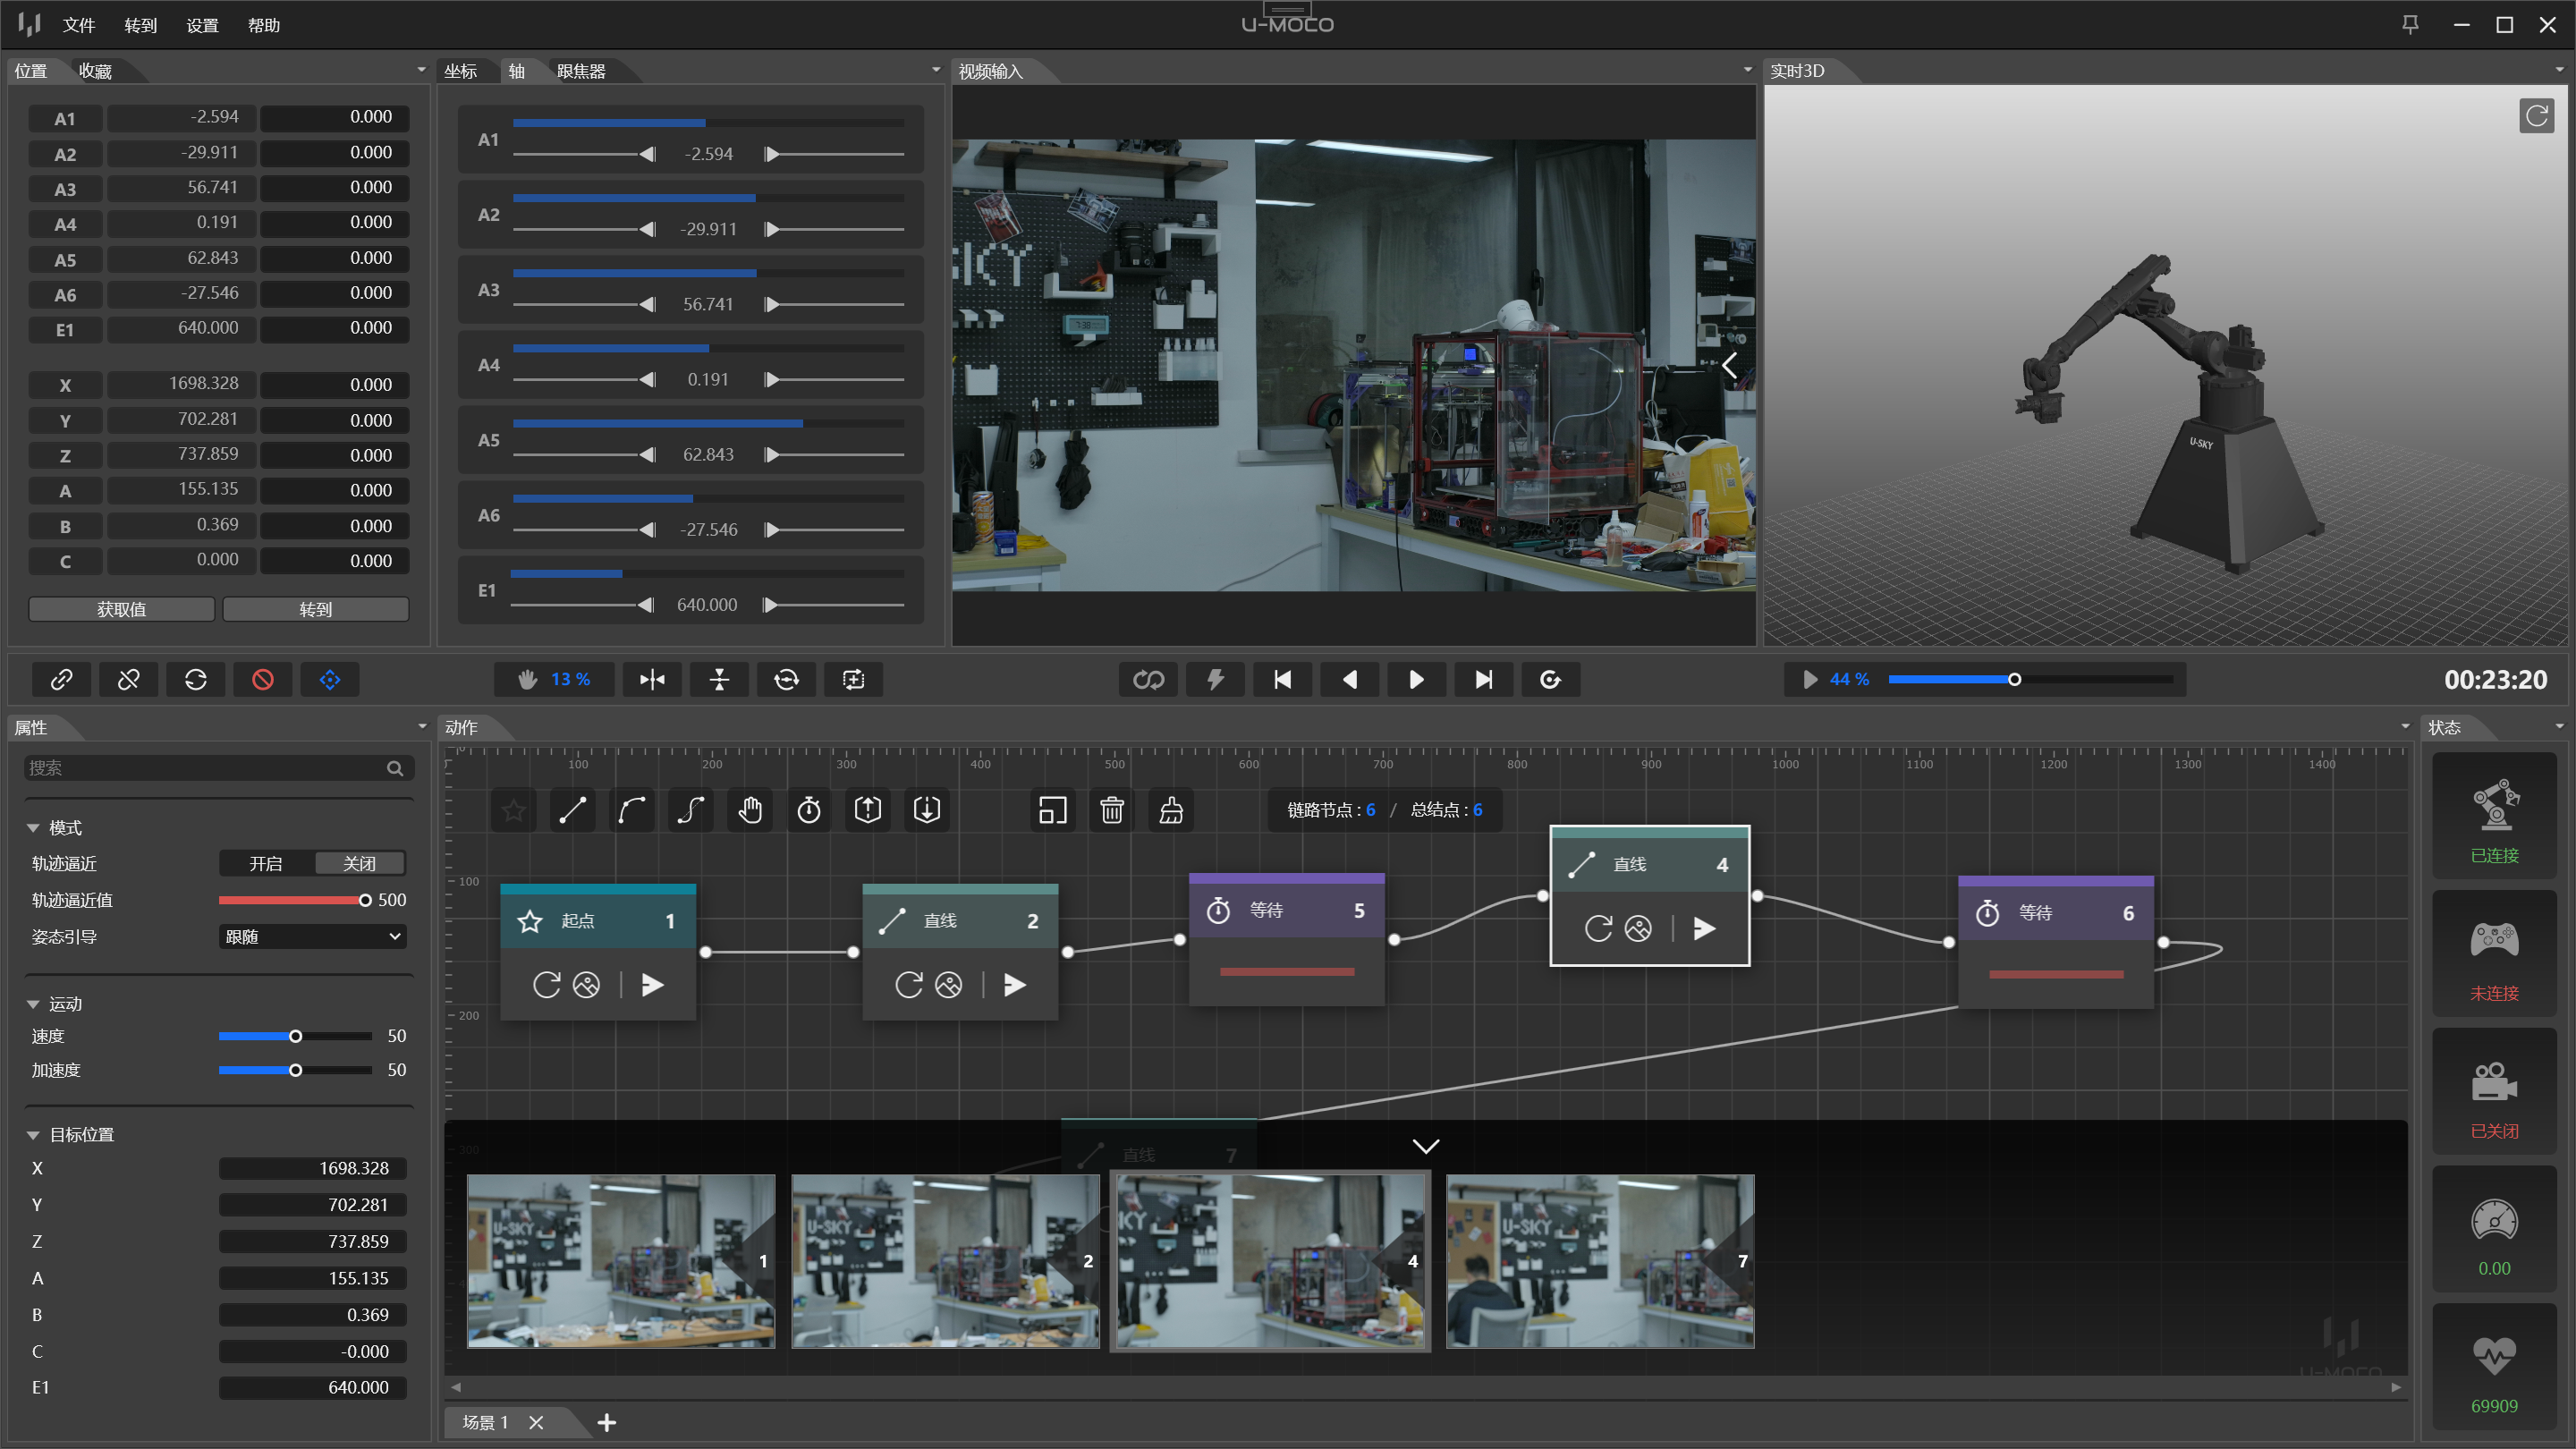 文件 转到 设置 帮助
U-MOCO
位置 收藏
A1 -2.594 0.000
A2 -29.911 0.000
A3 56.741 0.000
A4 0.191 0.000
A5 62.843 0.000
A6 -27.546 0.000
E1 640.000 0.000
X 1698.328 0.000
Y 702.281 0.000
Z 737.859 0.000
A 155.135 0.000
B 0.369 0.000
C 0.000 0.000
获取值 转到
坐标 轴 跟焦器
A1 -2.594
A2 -29.911
A3 56.741
A4 0.191
A5 62.843
A6 -27.546
E1 640.000
视频输入
SKY
实时3D
U-SKY
13 %
44 %
00:23:20
属性
搜索
模式
轨迹逼近 开启 关闭
轨迹逼近值 500
姿态引导 跟随
运动
速度 50
加速度 50
目标位置
X 1698.328
Y 702.281
Z 737.859
A 155.135
B 0.369
C -0.000
E1 640.000
动作
100 200 300 400 500 600 700 800 900 1000 1100 1200 1300 1400
100
200
300
链路节点 : 6 / 总结点 : 6
起点 1
直线 2
等待 5
直线 4
等待 6
直线 7
U-SKY 1
U-SKY 2
KY 4
U-SKY 7
U-MOCO
场景 1
状态
已连接
未连接
已关闭
0.00
69909